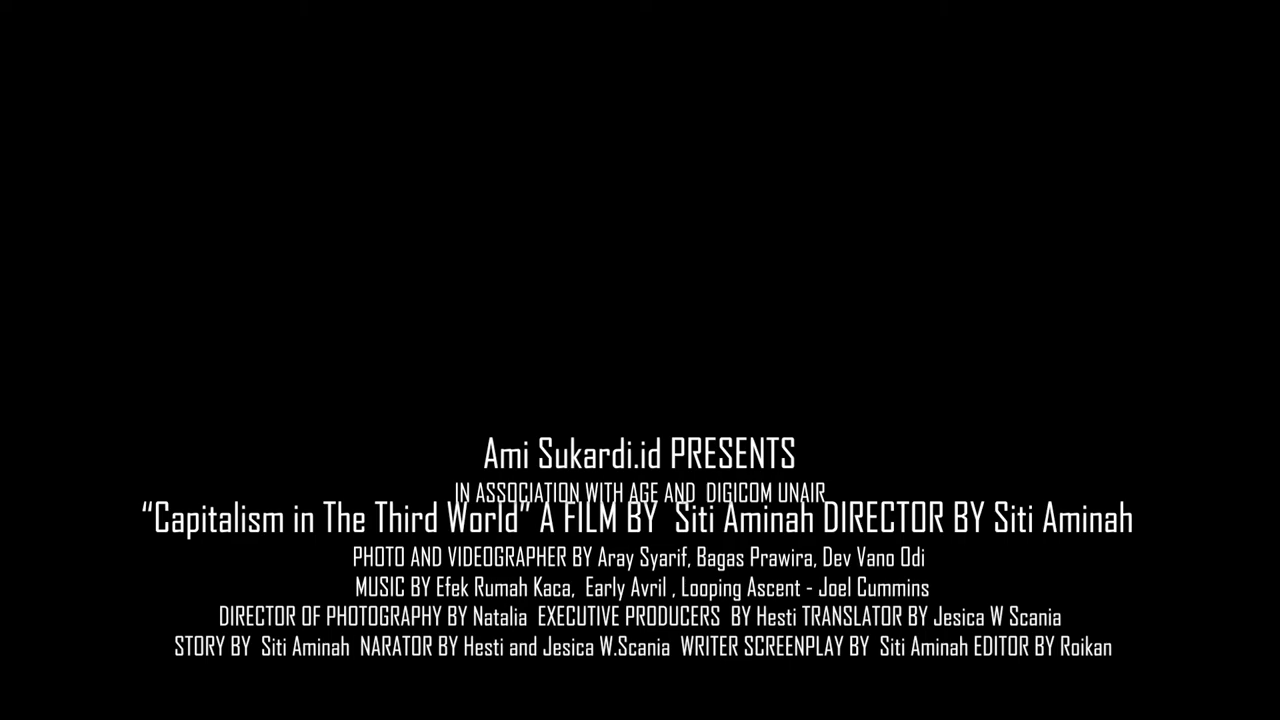 Ami Sukardi.id PRESENTS
IN ASSOCIATION WITH AGE AND DIGICOM UNAIR
“Capitalism in The Third World” A FILM BY Siti Aminah DIRECTOR BY Siti Aminah
PHOTO AND VIDEOGRAPHER BY Aray Syarif, Bagas Prawira, Dev Vano Odi
MUSIC BY Efek Rumah Kaca, Early Avril , Looping Ascent - Joel Cummins
DIRECTOR OF PHOTOGRAPHY BY Natalia EXECUTIVE PRODUCERS BY Hesti TRANSLATOR BY Jesica W Scania
STORY BY Siti Aminah NARATOR BY Hesti and Jesica W.Scania WRITER SCREENPLAY BY Siti Aminah EDITOR BY Roikan